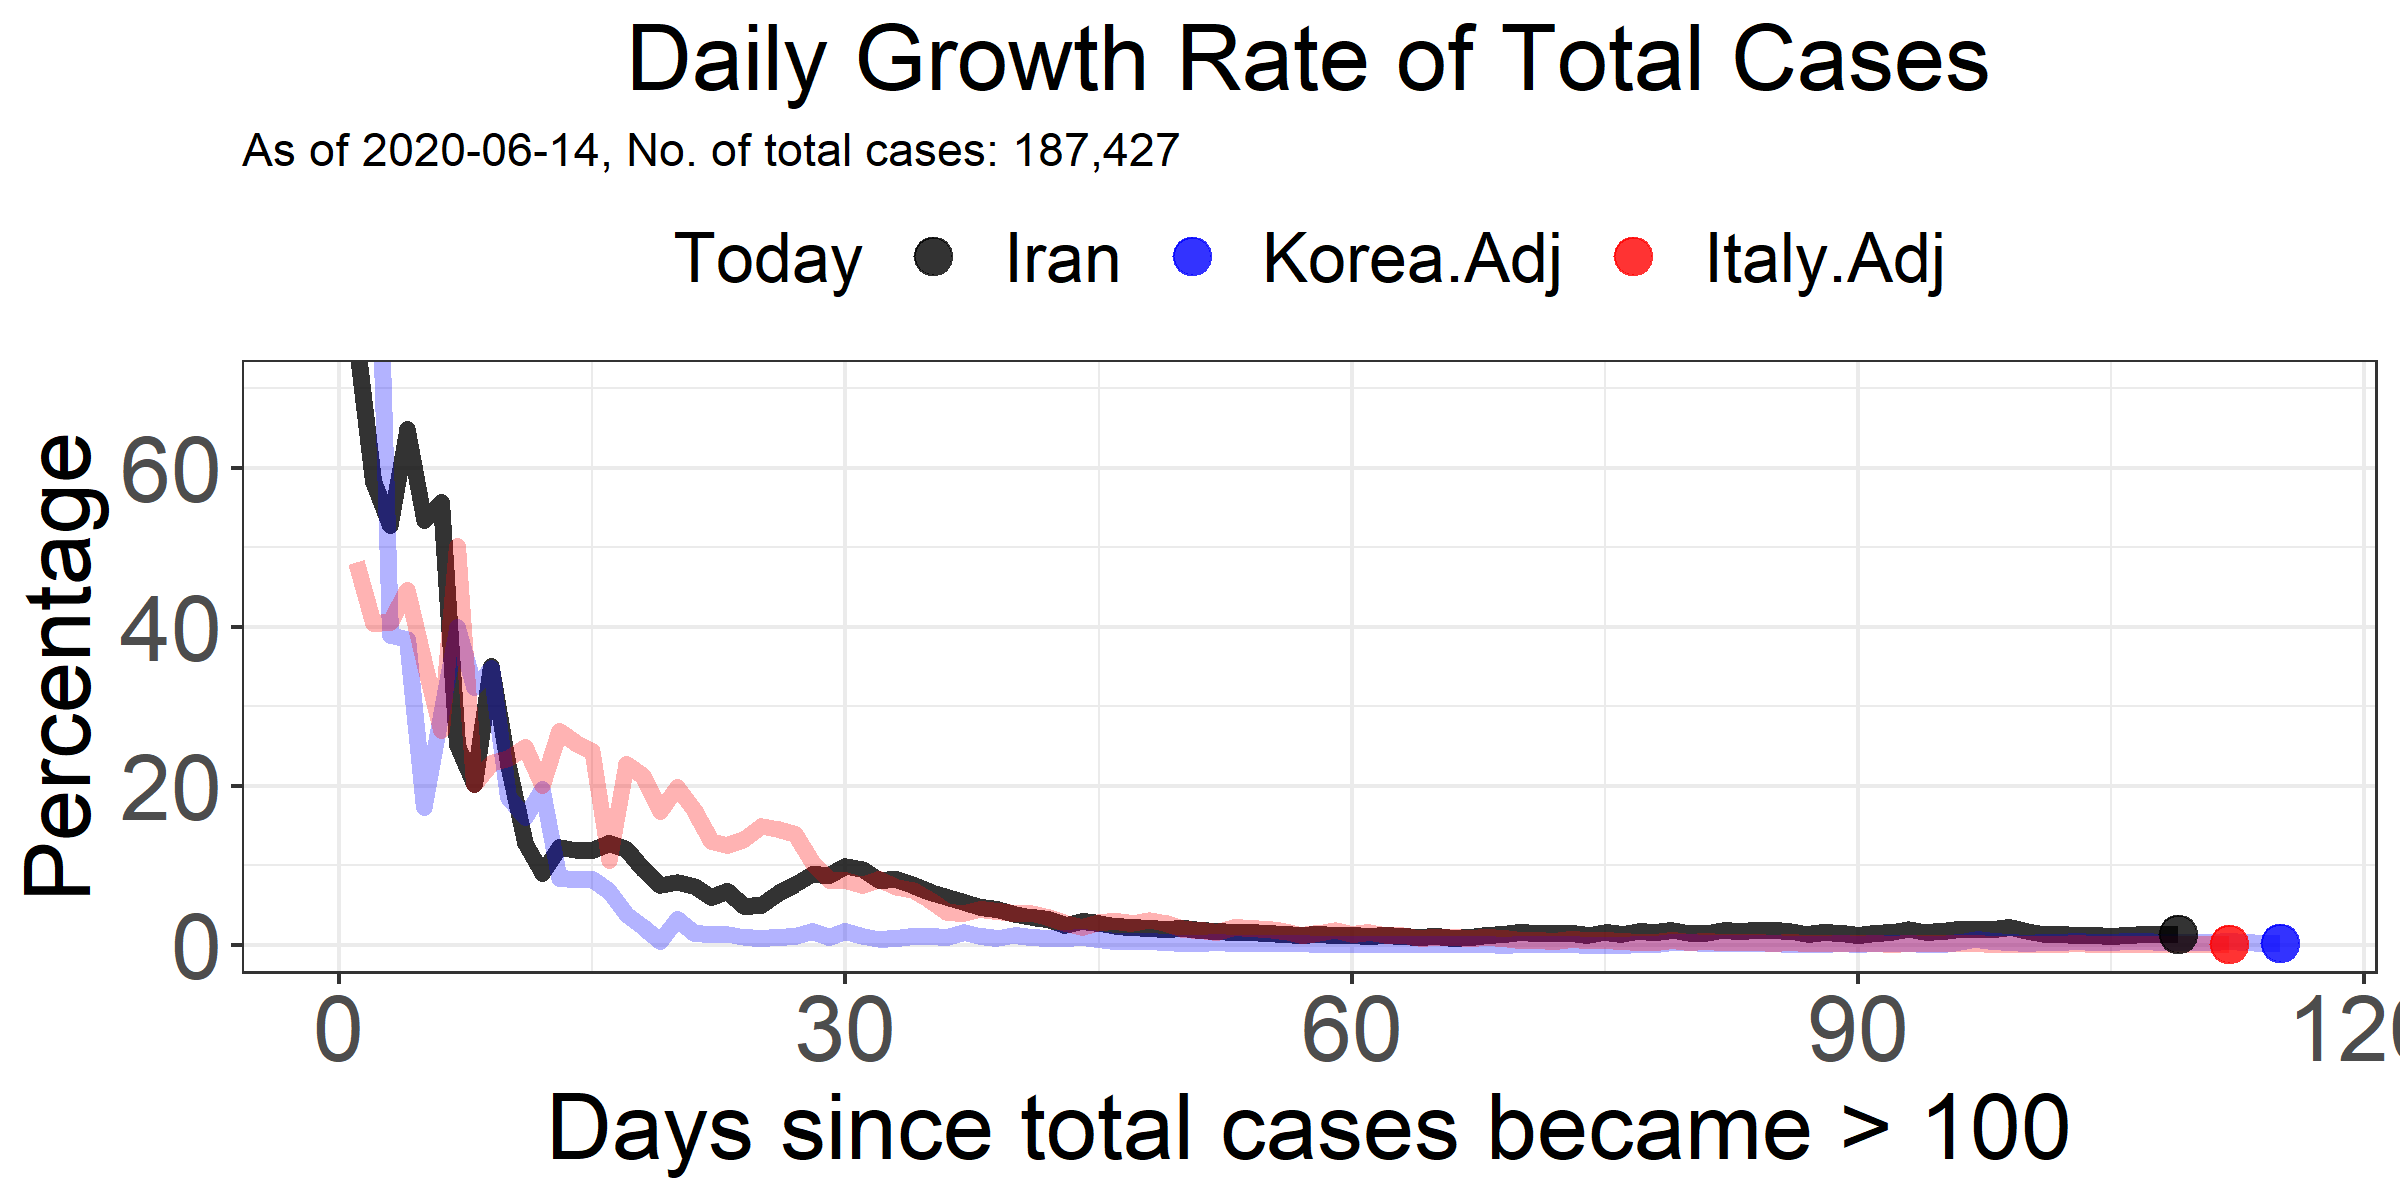 Daily Growth Rate of Total Cases
As of 2020-06-14, No. of total cases: 187,427
Today Iran Korea.Adj Italy.Adj
Percentage
60
40
20
0
0 30 60 90 120
Days since total cases became > 100